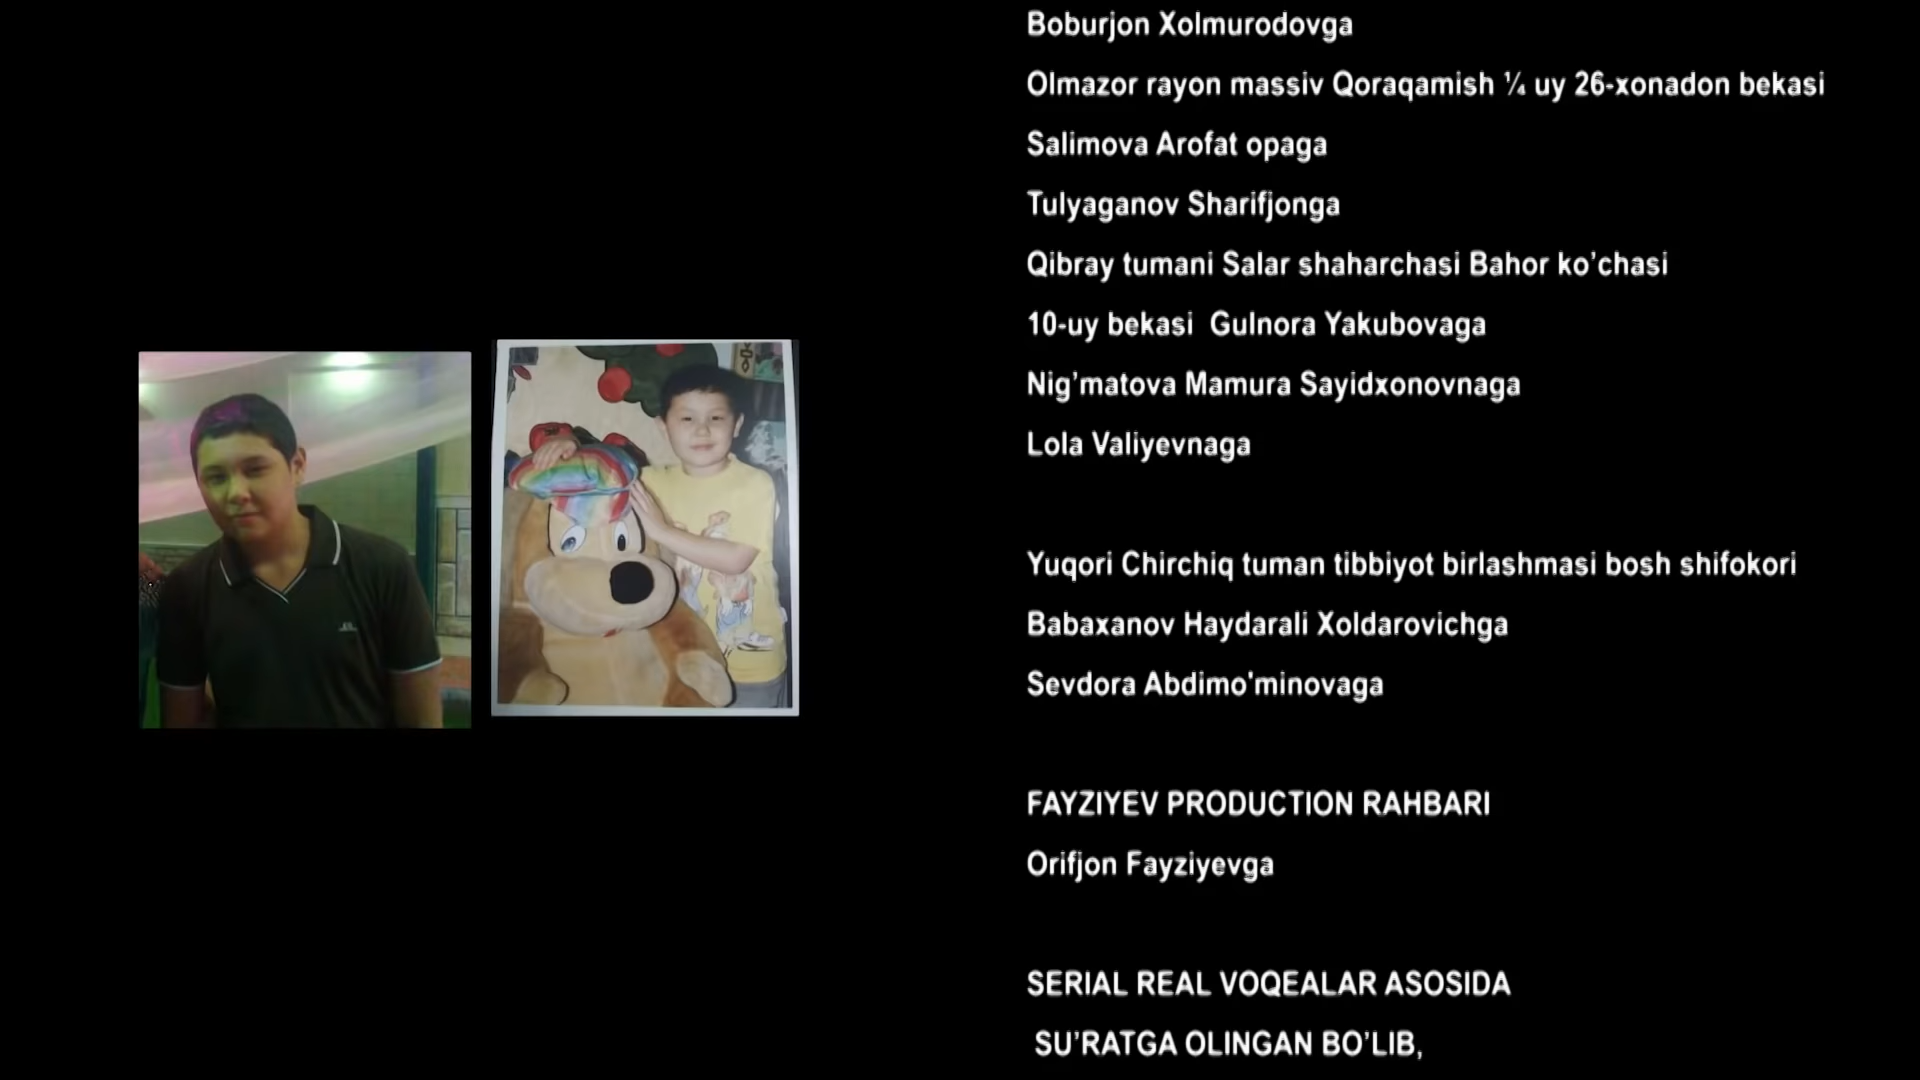 Boburjon Xolmurodovga
Olmazor rayon massiv Qoraqamish ¼ uy 26-xonadon bekasi
Salimova Arofat opaga
Tulyaganov Sharifjonga
Qibray tumani Salar shaharchasi Bahor ko’chasi
10-uy bekasi  Gulnora Yakubovaga
Nig’matova Mamura Sayidxonovnaga
Lola Valiyevnaga
Yuqori Chirchiq tuman tibbiyot birlashmasi bosh shifokori
Babaxanov Haydarali Xoldarovichga
Sevdora Abdimo'minovaga
FAYZIYEV PRODUCTION RAHBARI
Orifjon Fayziyevga
SERIAL REAL VOQEALAR ASOSIDA
SU’RATGA OLINGAN BO’LIB,